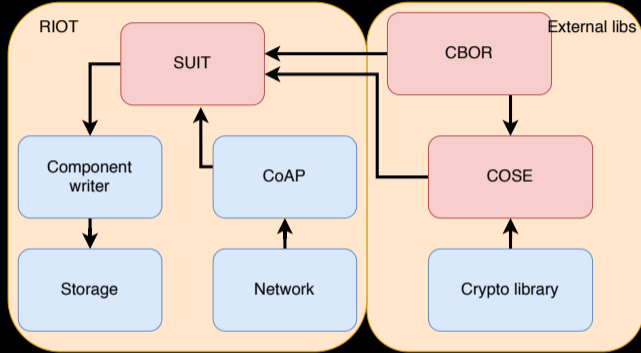 RIOT
External libs
SUIT
CBOR
Component
writer
CoAP
COSE
Storage
Network
Crypto library